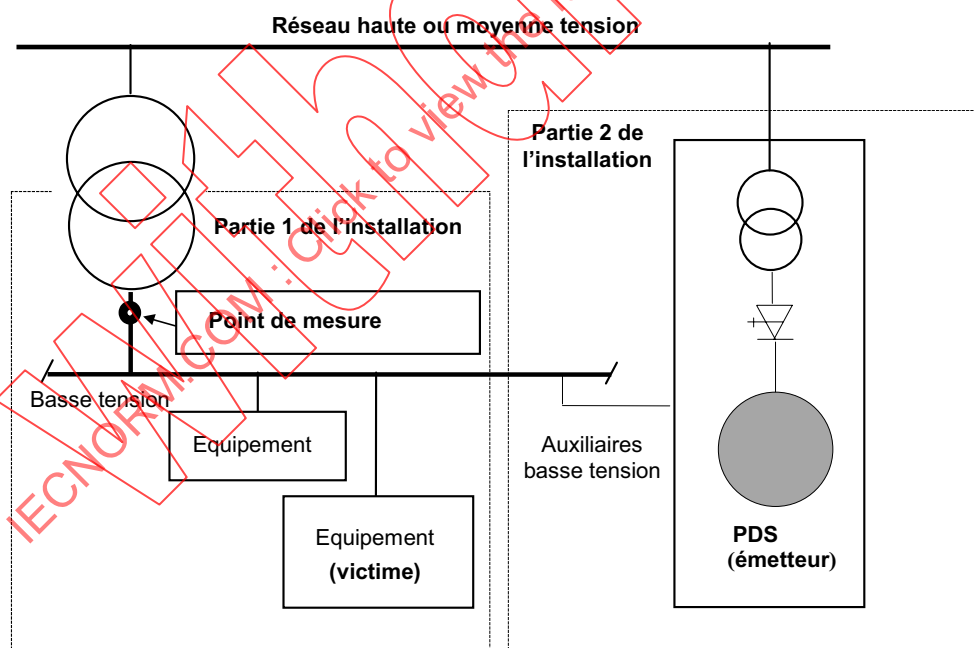 Réseau haute ou moyenne tension
Partie 2 de
l’installation
Partie 1 de l’installation
Point de mesure
Basse tension
Equipement
Auxiliaires
basse tension
Equipement
(victime)
PDS
(émetteur)
IECNORM.COM : Click to view the